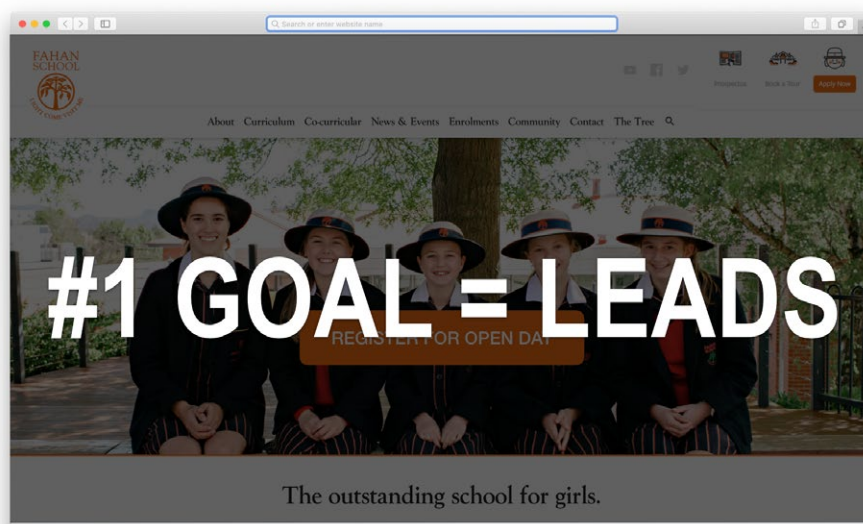 Search or enter website name
FAHAN
SCHOOL
Prospectus
Book a Tour
Apply Now
About Curriculum Co-curricular News & Events Enrolments Community Contact The Tree
#1 GOAL = LEADS
REGISTER FOR OPEN DAY
The outstanding school for girls.